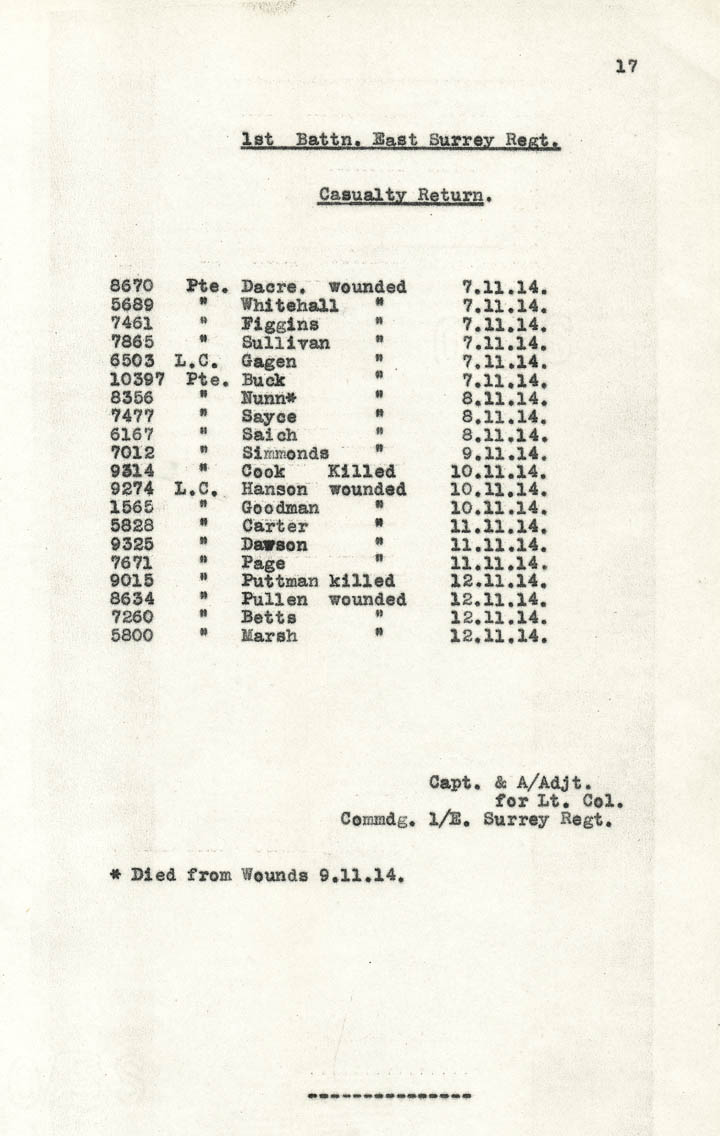 17
1st Battn. East Surrey Regt.
Casualty Return.
8670 Pte. Dacre. wounded 7.11.14.
5689 " Whitehall " 7.11.14.
7461 " Figgins " 7.11.14.
7865 " Sullivan " 7.11.14.
6503 L.C. Gagen " 7.11.14.
10397 Pte. Buck " 7.11.14.
8356 " Nunn* " 8.11.14.
7477 " Sayce " 8.11.14.
6167 " Saich " 8.11.14.
7012 " Simmonds " 9.11.14.
9314 " Cook Killed 10.11.14.
9274 L.C. Hanson wounded 10.11.14.
1565 " Goodman " 10.11.14.
5828 " Carter " 11.11.14.
9325 " Dawson " 11.11.14.
7671 " Page " 11.11.14.
9015 " Puttman killed 12.11.14.
8634 " Pullen wounded 12.11.14.
7260 " Betts " 12.11.14.
5800 " Marsh " 12.11.14.
Capt. & A/Adjt.
for Lt. Col.
Commdg. 1/E. Surrey Regt.
* Died from Wounds 9.11.14.